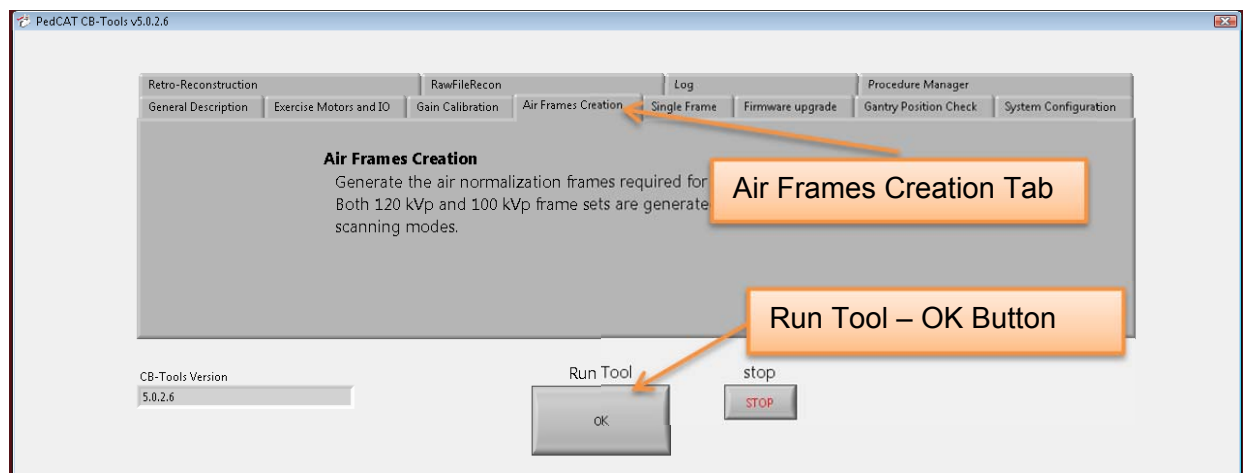 PedCAT CB-Tools v5.0.2.6
Retro-Reconstruction RawFileRecon Log Procedure Manager
General Description Exercise Motors and IO Gain Calibration Air Frames Creation Single Frame Firmware upgrade Gantry Position Check System Configuration
Air Frames Creation
Generate the air normalization frames required for
Both 120 kVp and 100 kVp frame sets are generate
scanning modes.
Air Frames Creation Tab
Run Tool – OK Button
CB-Tools Version
5.0.2.6
Run Tool
OK
stop
STOP